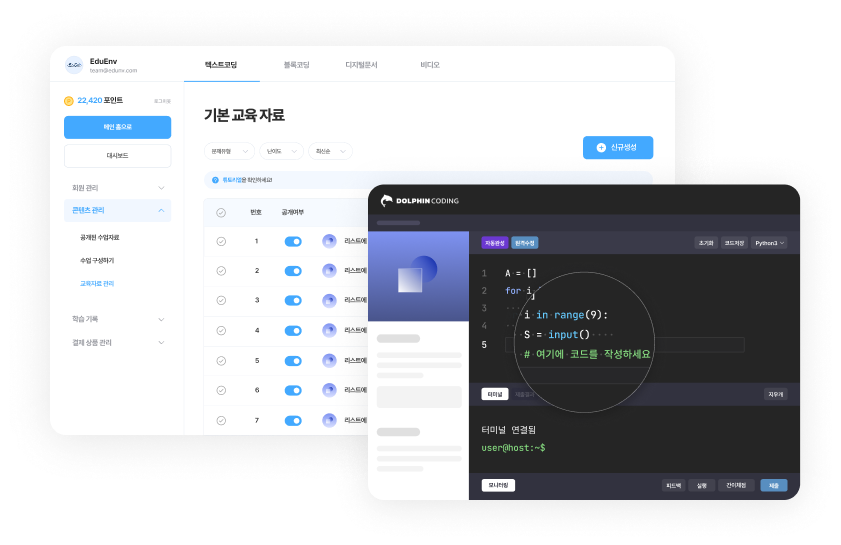 EduEnv
team@eduenv.com
텍스트코딩
블록코딩
디지털문서
비디오
22,420 포인트
로그아웃
메인 홈으로
대시보드
회원 관리
콘텐츠 관리
공개된 수업자료
수업 구성하기
교육자료 관리
학습 기록
결제 상품 관리
기본 교육 자료
문제유형
난이도
최신순
신규생성
튜토리얼을 확인하세요!
번호 공개여부
1 리스트에
2 리스트에
3 리스트에
4 리스트에
5 리스트에
6 리스트에
7 리스트에
DOLPHIN CODING
자동완성
원격수정
초기화
코드저장
Python3
1 A = []
2 for i
3 i in range(9):
4 S = input()
5 # 여기에 코드를 작성하세요
터미널
지우개
터미널 연결됨
user@host:~$
모니터링
피드백
실행
간이채점
제출